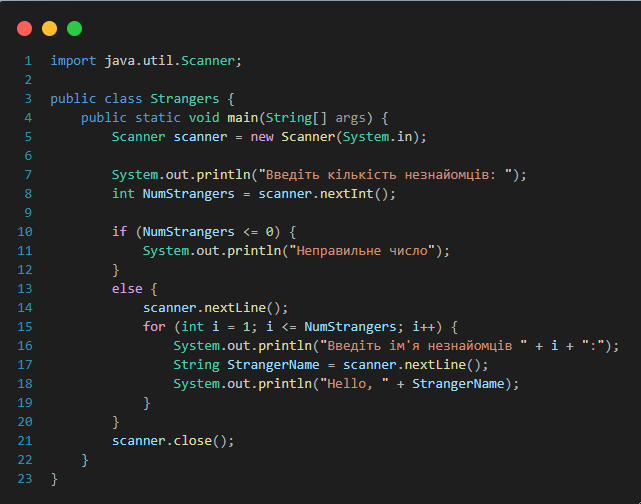 1 import java.util.Scanner;
2
3 public class Strangers {
4     public static void main(String[] args) {
5         Scanner scanner = new Scanner(System.in);
6
7         System.out.println("Введіть кількість незнайомців: ");
8         int NumStrangers = scanner.nextInt();
9
10         if (NumStrangers <= 0) {
11             System.out.println("Неправильне число");
12         }
13         else {
14             scanner.nextLine();
15             for (int i = 1; i <= NumStrangers; i++) {
16                 System.out.println("Введіть ім'я незнайомців " + i + ":");
17                 String StrangerName = scanner.nextLine();
18                 System.out.println("Hello, " + StrangerName);
19             }
20         }
21         scanner.close();
22     }
23 }